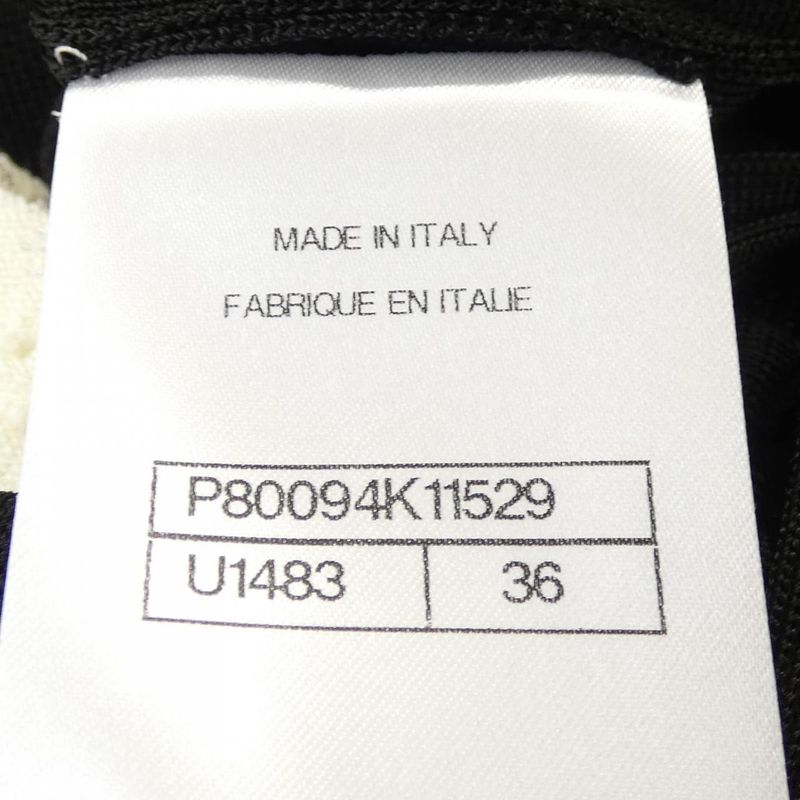 MADE IN ITALY
FABRIQUE EN ITALIE
P80094K11529
U1483 36